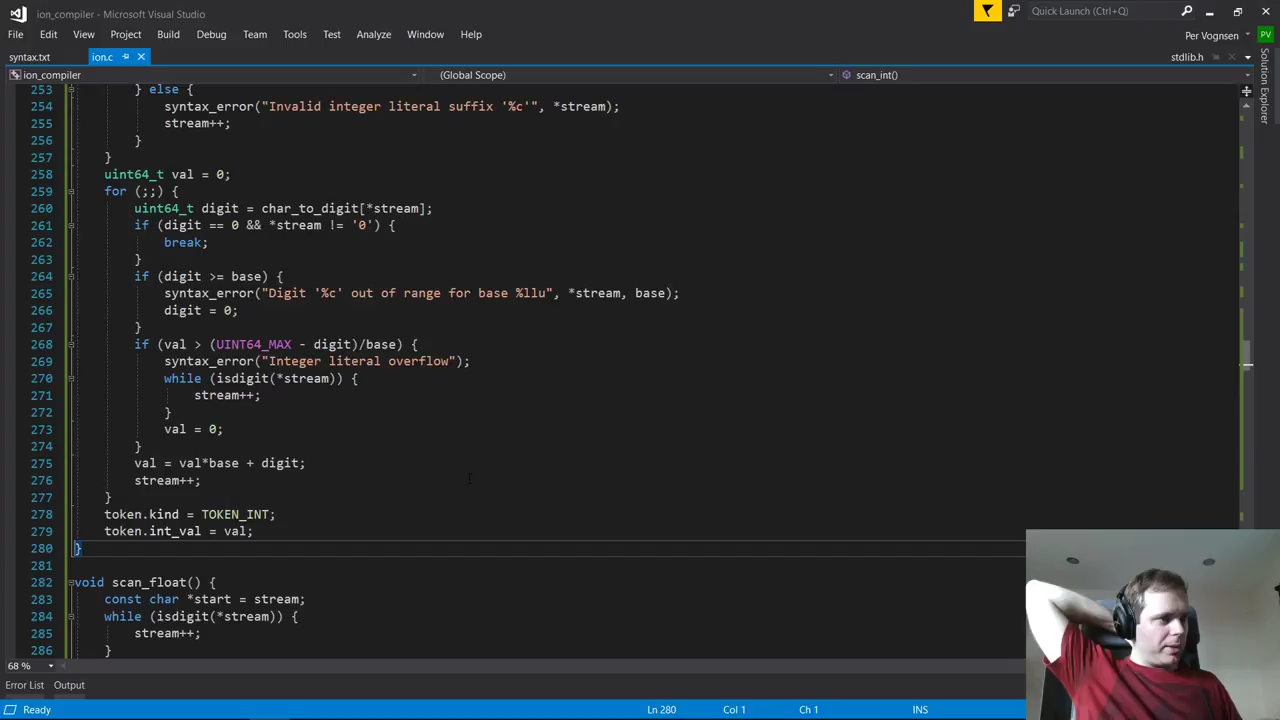 ion_compiler - Microsoft Visual Studio
Quick Launch (Ctrl+Q)
File Edit View Project Build Debug Team Tools Test Analyze Window Help
Per Vognsen PV
syntax.txt ion.c stdlib.h
ion_compiler (Global Scope) scan_int()
Solution Explorer
253 } else {
254 syntax_error("Invalid integer literal suffix '%c'", *stream);
255 stream++;
256 }
257 }
258 uint64_t val = 0;
259 for (;;) {
260 uint64_t digit = char_to_digit[*stream];
261 if (digit == 0 && *stream != '0') {
262 break;
263 }
264 if (digit >= base) {
265 syntax_error("Digit '%c' out of range for base %llu", *stream, base);
266 digit = 0;
267 }
268 if (val > (UINT64_MAX - digit)/base) {
269 syntax_error("Integer literal overflow");
270 while (isdigit(*stream)) {
271 stream++;
272 }
273 val = 0;
274 }
275 val = val*base + digit;
276 stream++;
277 }
278 token.kind = TOKEN_INT;
279 token.int_val = val;
280 }
281
282 void scan_float() {
283 const char *start = stream;
284 while (isdigit(*stream)) {
285 stream++;
286 }
68 %
Error List Output
Ready Ln 280 Col 1 Ch 1 INS